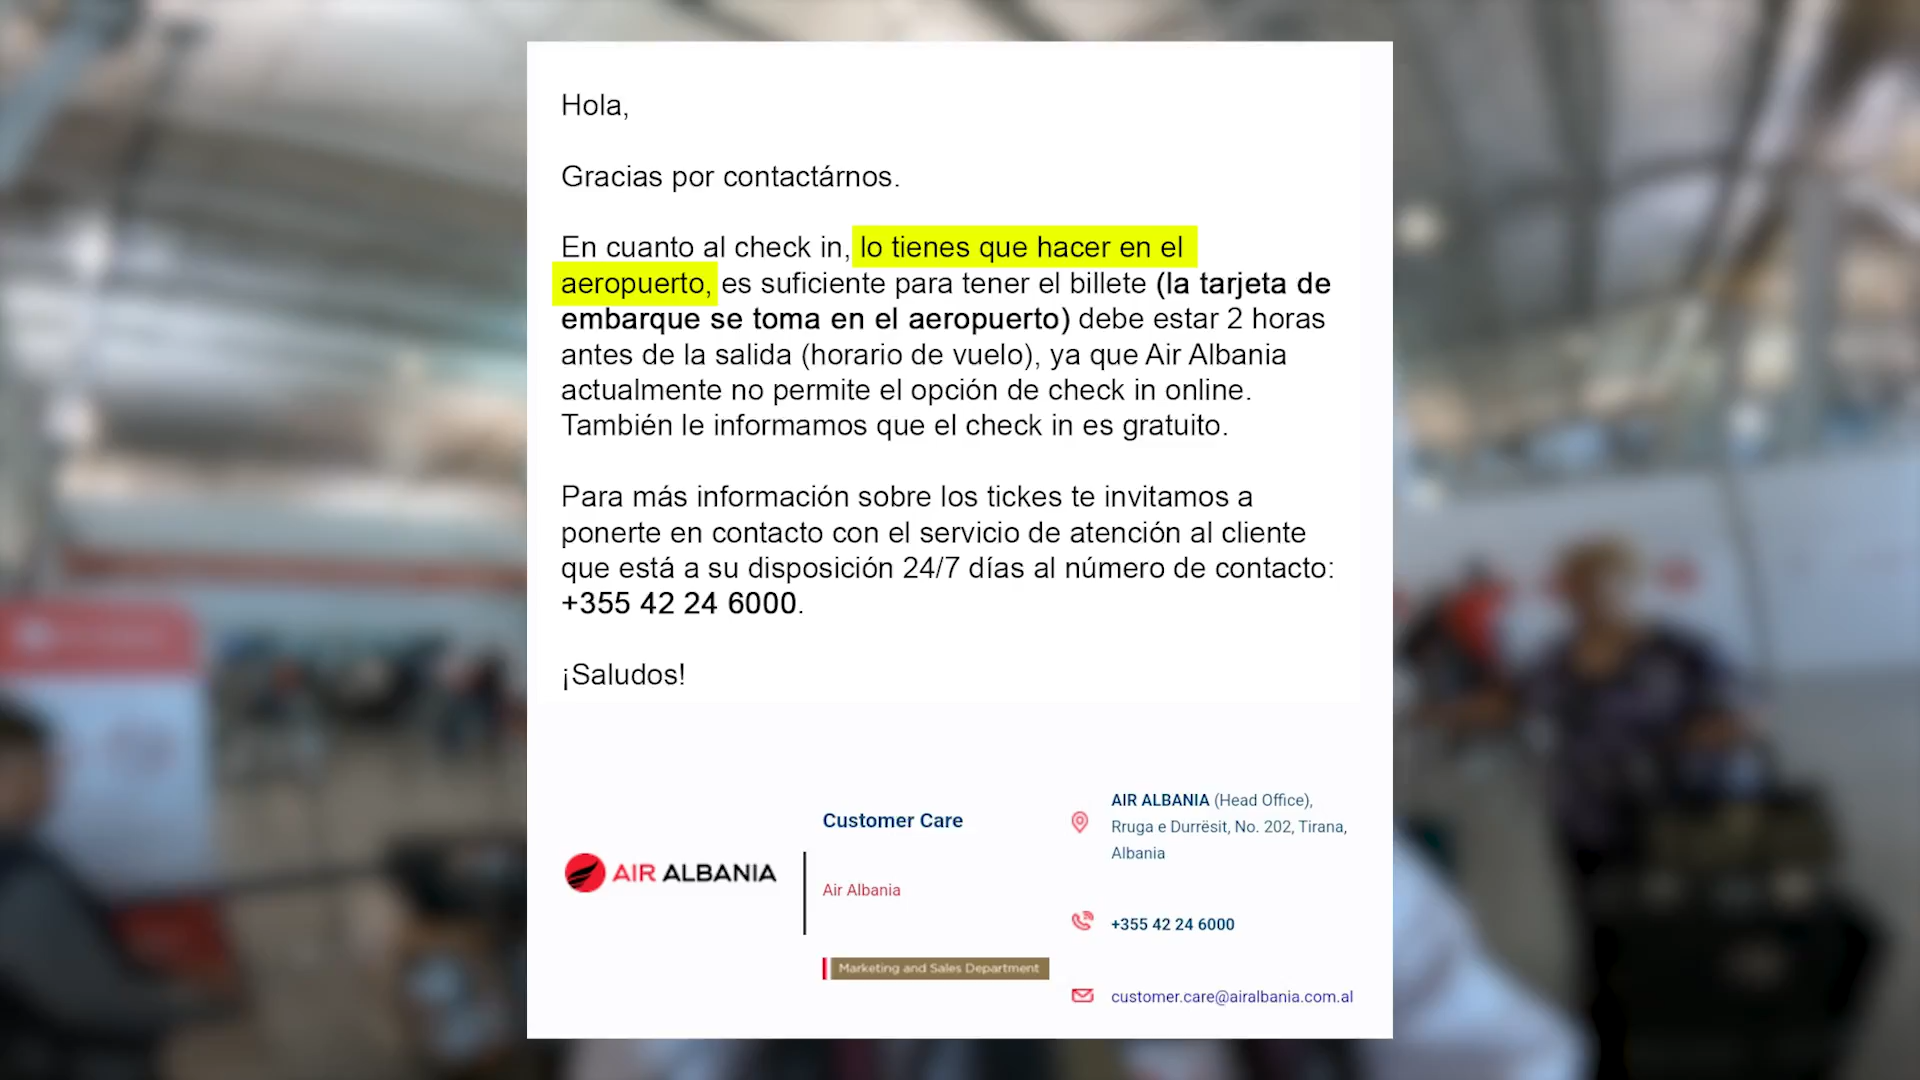 Hola,
Gracias por contactárnos.
En cuanto al check in, lo tienes que hacer en el
aeropuerto, es suficiente para tener el billete (la tarjeta de
embarque se toma en el aeropuerto) debe estar 2 horas
antes de la salida (horario de vuelo), ya que Air Albania
actualmente no permite el opción de check in online.
También le informamos que el check in es gratuito.
Para más información sobre los tickes te invitamos a
ponerte en contacto con el servicio de atención al cliente
que está a su disposición 24/7 días al número de contacto:
+355 42 24 6000.
¡Saludos!
AIR ALBANIA
Customer Care
Air Albania
Marketing and Sales Department
AIR ALBANIA (Head Office),
Rruga e Durrësit, No. 202, Tirana,
Albania
+355 42 24 6000
customer.care@airalbania.com.al